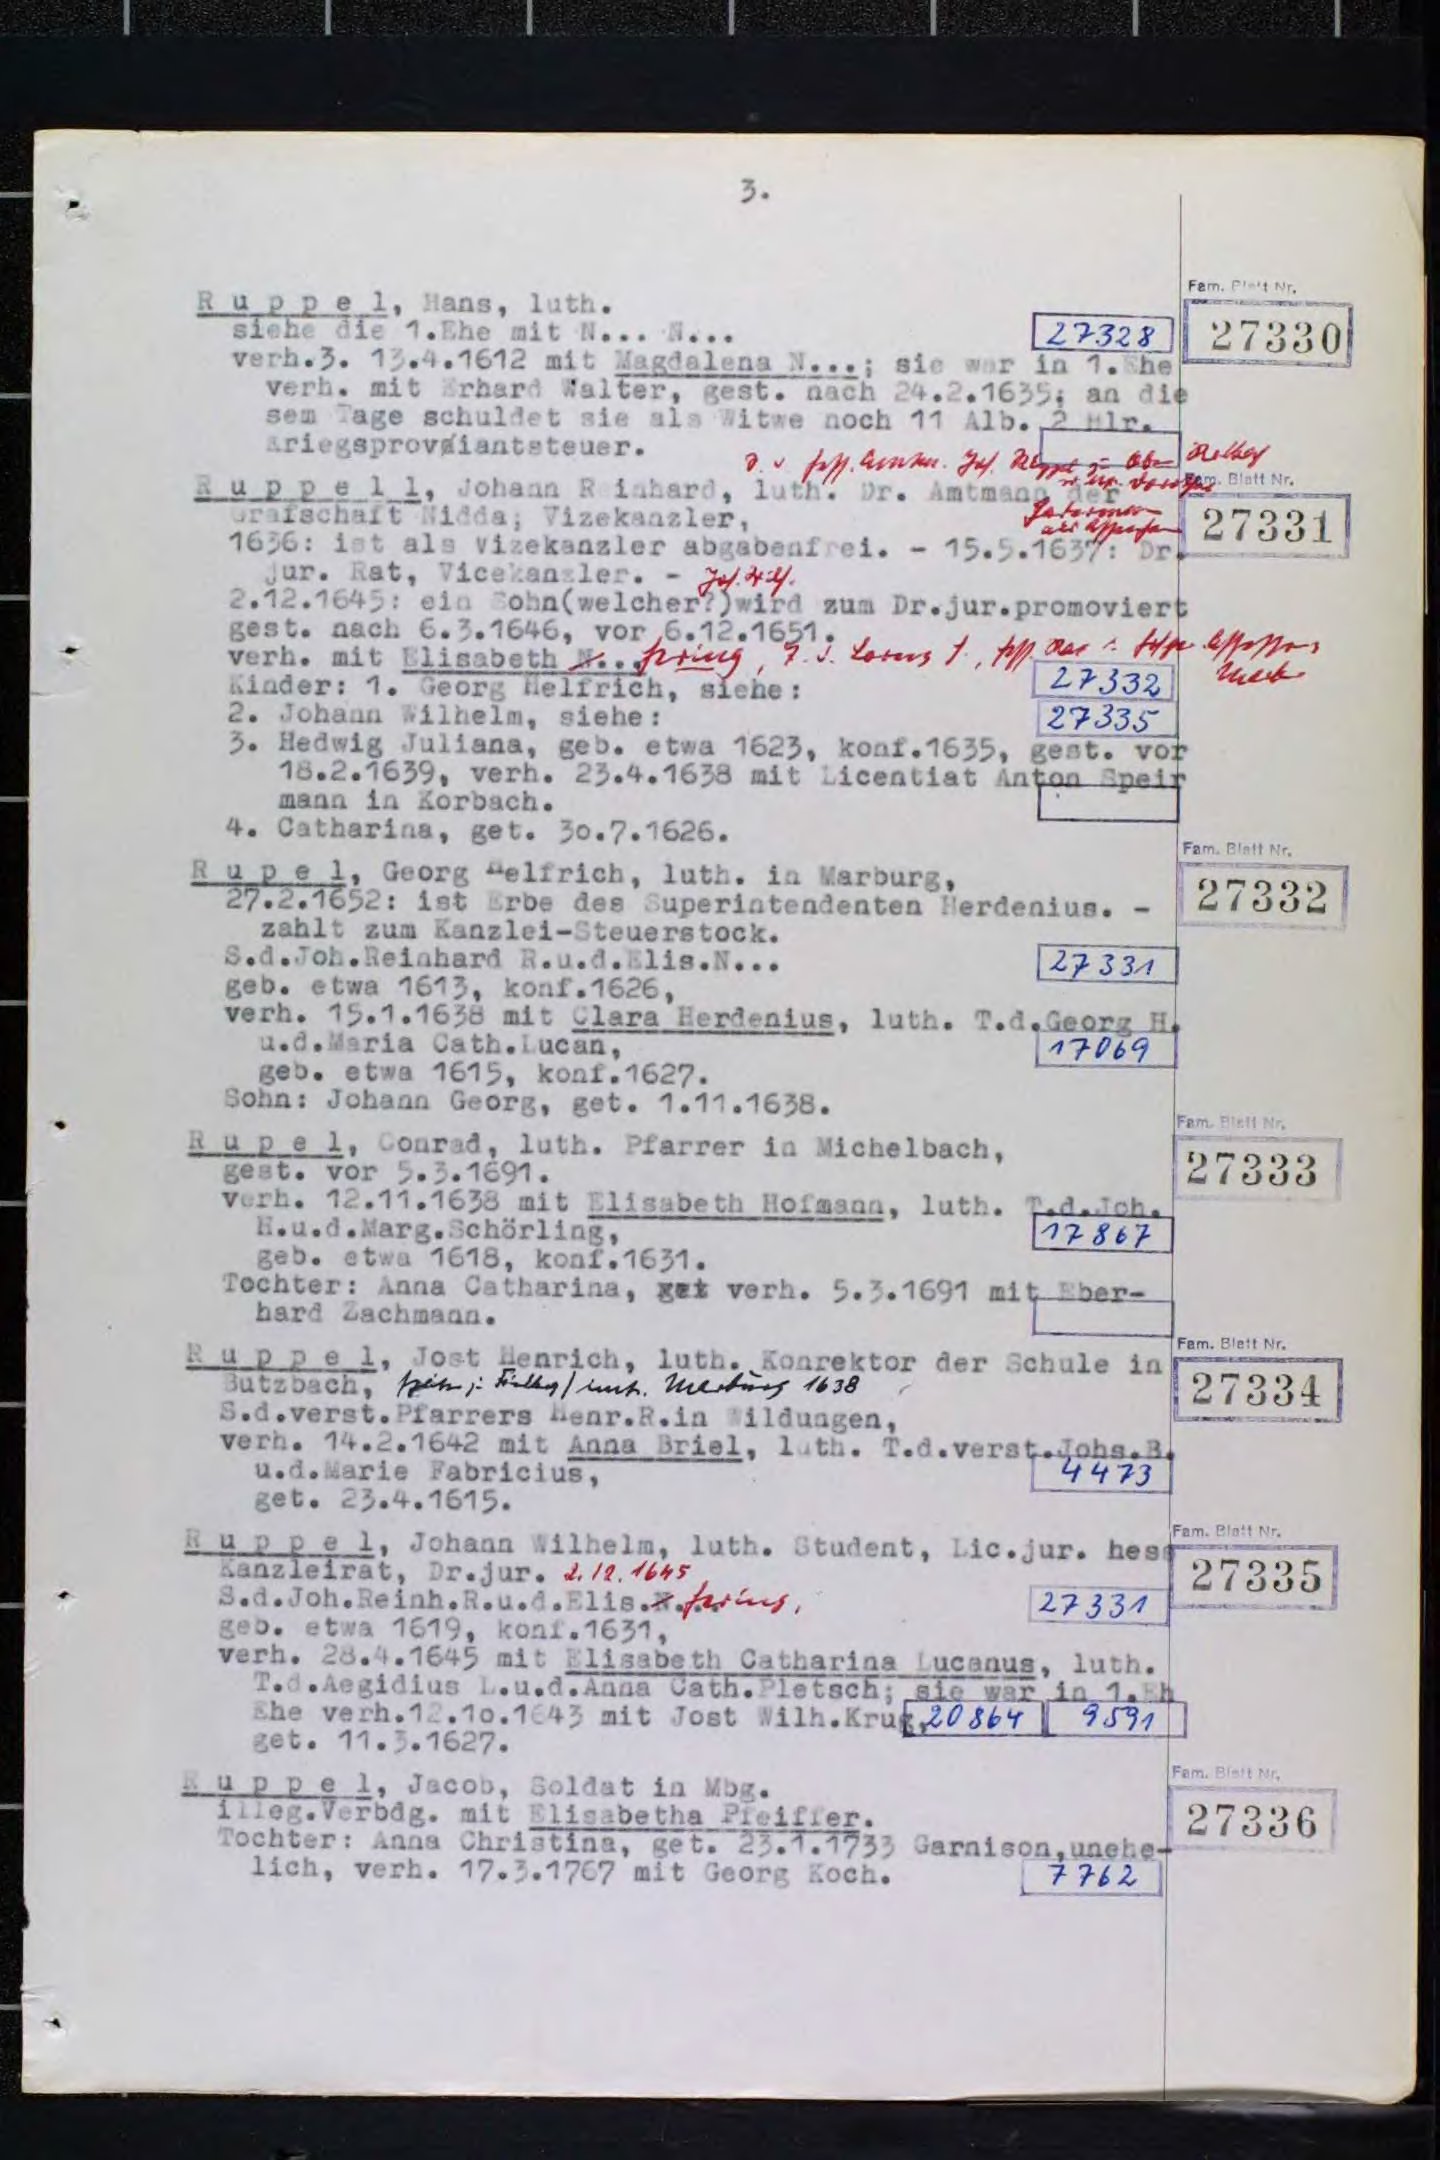 3.
Fam. Blatt Nr.
R u p p e l, Hans, luth.
siehe die 1.Ehe mit N... N... 27328 27330
verh.3. 13.4.1612 mit Magdalena N...; sie war in 1.Ehe
verh. mit Erhard Walter, gest. nach 24.2.1635; an die
sem Tage schuldet sie als Witwe noch 11 Alb. 2 Hlr.
Kriegsproviantsteuer.
Fam. Blatt Nr.
R u p p e l l, Johann Reinhard, luth. Dr. Amtmann der
Grafschaft Nidda; Vizekanzler, 27331
1636: ist als Vizekanzler abgabenfrei. - 15.5.1637: Dr.
jur. Rat, Vicekanzler. - Joh. Wilh.
2.12.1645: ein Sohn(welcher?)wird zum Dr.jur.promoviert
gest. nach 6.3.1646, vor 6.12.1651.
verh. mit Elisabeth N...
Kinder: 1. Georg Helfrich, siehe: 27332
2. Johann Wilhelm, siehe: 27335
3. Hedwig Juliana, geb. etwa 1623, konf.1635, gest. vor
18.2.1639, verh. 23.4.1638 mit Licentiat Anton Speir
mann in Korbach.
4. Catharina, get. 30.7.1626.
Fam. Blatt Nr.
R u p e l, Georg Helfrich, luth. in Marburg, 27332
27.2.1652: ist Erbe des Superintendenten Herdenius. -
zahlt zum Kanzlei-Steuerstock.
S.d.Joh.Reinhard R.u.d.Elis.N... 27331
geb. etwa 1613, konf.1626,
verh. 15.1.1638 mit Clara Herdenius, luth. T.d.Georg H.
u.d.Maria Cath.Lucan, 17069
geb. etwa 1615, konf.1627.
Sohn: Johann Georg, get. 1.11.1638.
Fam. Blatt Nr.
R u p e l, Conrad, luth. Pfarrer in Michelbach,
gest. vor 5.3.1691. 27333
verh. 12.11.1638 mit Elisabeth Hofmann, luth. T.d.Joh.
H.u.d.Marg.Schörling, 17867
geb. etwa 1618, konf.1631.
Tochter: Anna Catharina, get verh. 5.3.1691 mit Eber-
hard Zachmann.
Fam. Blatt Nr.
R u p p e l, Jost Henrich, luth. Konrektor der Schule in
Butzbach, Marburg 1638 27334
S.d.verst.Pfarrers Henr.R.in Wildungen,
verh. 14.2.1642 mit Anna Briel, luth. T.d.verst.Johs.B.
u.d.Marie Fabricius, 4473
get. 23.4.1615.
Fam. Blatt Nr.
R u p p e l, Johann Wilhelm, luth. Student, Lic.jur. hess
Kanzleirat, Dr.jur. 2.12.1645 27335
S.d.Joh.Reinh.R.u.d.Elis.N... 27331
geb. etwa 1619, konf.1631,
verh. 28.4.1645 mit Elisabeth Catharina Lucanus, luth.
T.d.Aegidius L.u.d.Anna Cath.Pletsch; sie war in 1.Eh
Ehe verh.12.10.1643 mit Jost Wilh.Krug, 20864 9591
get. 11.3.1627.
Fam. Blatt Nr.
R u p p e l, Jacob, Soldat in Mbg.
illeg.Verbdg. mit Elisabetha Pfeiffer. 27336
Tochter: Anna Christina, get. 23.1.1733 Garnison,unehe-
lich, verh. 17.3.1767 mit Georg Koch. 7762